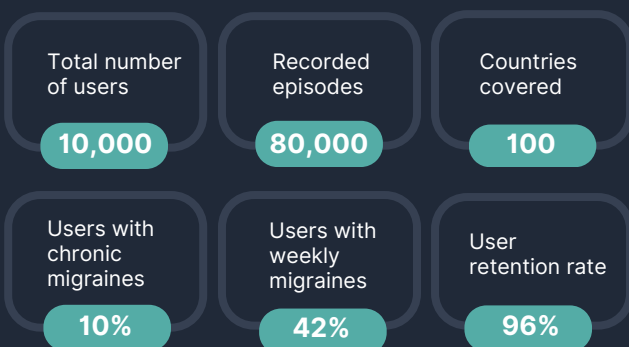 Total number
of users
10,000
Recorded
episodes
80,000
Countries
covered
100
Users with
chronic
migraines
10%
Users with
weekly
migraines
42%
User
retention rate
96%